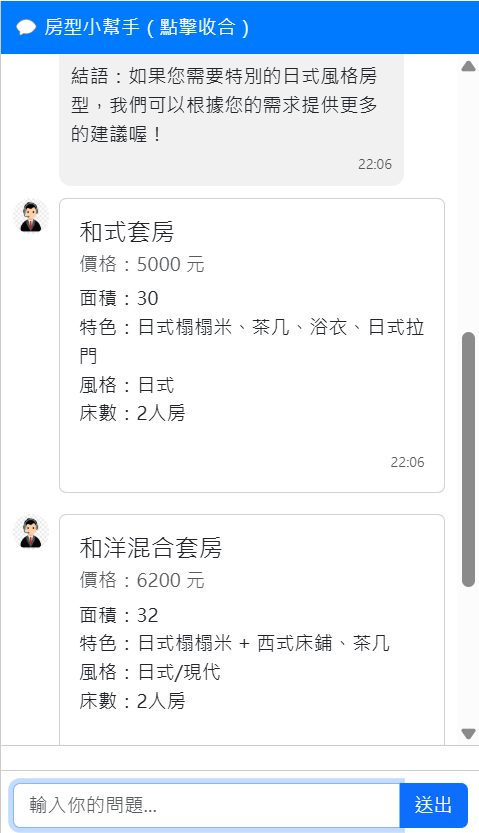 房型小幫手（點擊收合）
結語：如果您需要特別的日式風格房
型，我們可以根據您的需求提供更多
的建議喔！
22:06
和式套房
價格：5000 元
面積：30
特色：日式榻榻米、茶几、浴衣、日式拉
門
風格：日式
床數：2人房
22:06
和洋混合套房
價格：6200 元
面積：32
特色：日式榻榻米 + 西式床鋪、茶几
風格：日式/現代
床數：2人房
輸入你的問題...
送出